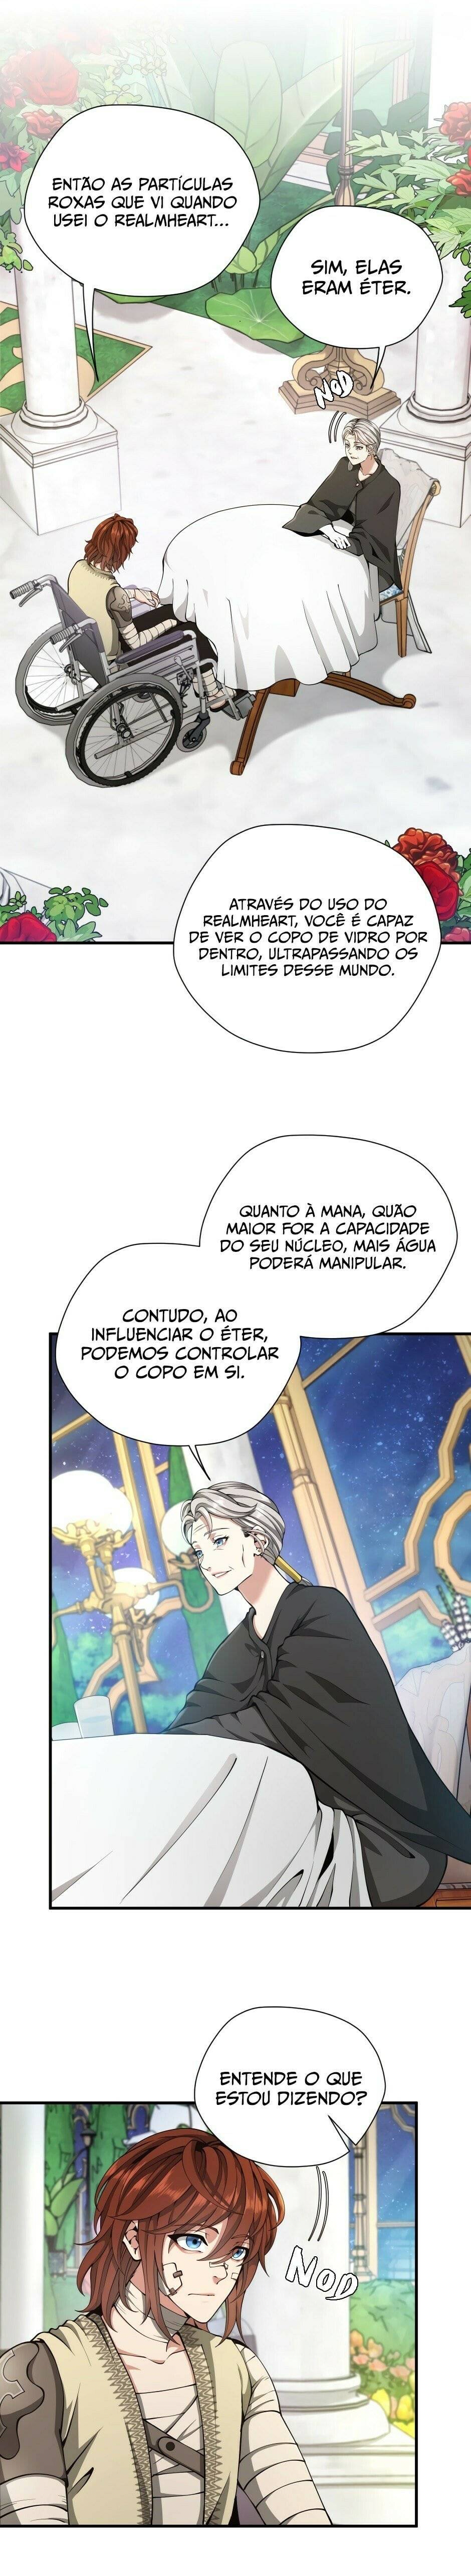 ENTÃO AS PARTÍCULAS
ROXAS QUE VI QUANDO
USEI O REALMHEART...
SIM, ELAS
ERAM ÉTER.
NOD
ATRAVÉS DO USO DO
REALMHEART, VOCÊ É CAPAZ
DE VER O COPO DE VIDRO POR
DENTRO, ULTRAPASSANDO OS
LIMITES DESSE MUNDO.
QUANTO À MANA, QUÃO
MAIOR FOR A CAPACIDADE
DO SEU NÚCLEO, MAIS ÁGUA
PODERÁ MANIPULAR.
CONTUDO, AO
INFLUENCIAR O ÉTER,
PODEMOS CONTROLAR
O COPO EM SI.
ENTENDE O QUE
ESTOU DIZENDO?
NOD